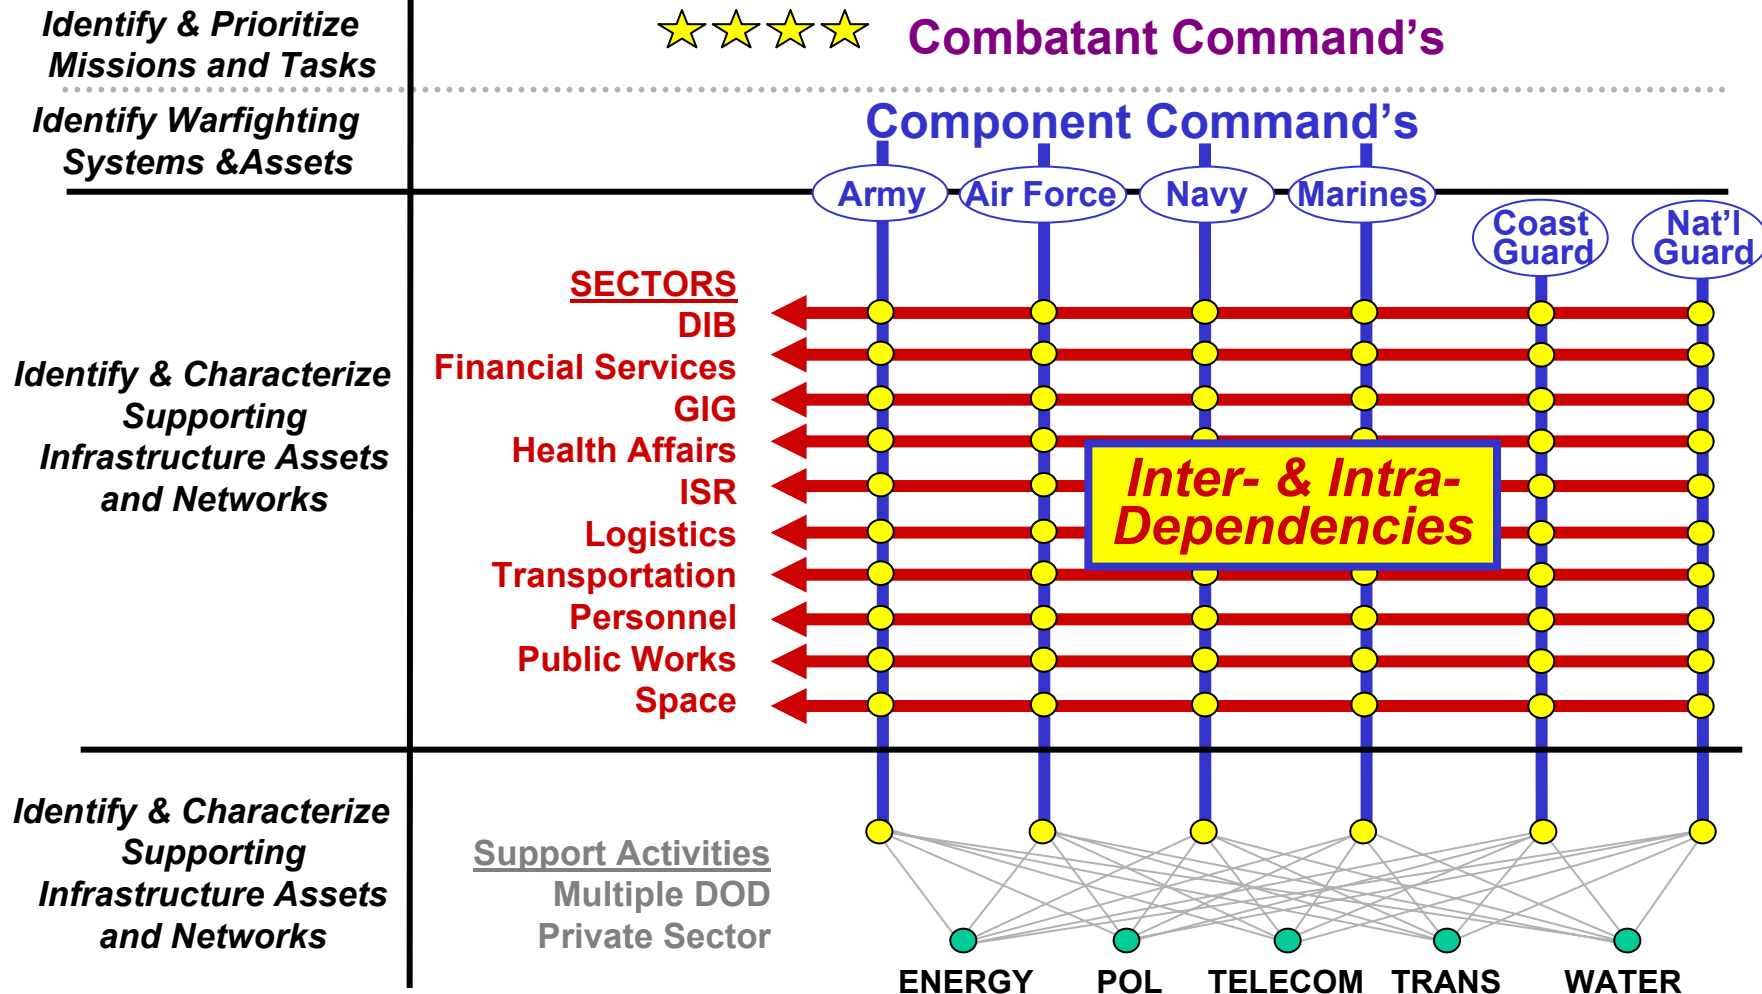 Identify & Prioritize
Missions and Tasks
Combatant Command's
Identify Warfighting
Systems &Assets
Component Command's
Army
Air Force
Navy
Marines
Coast
Guard
Nat'l
Guard
Identify & Characterize
Supporting
Infrastructure Assets
and Networks
SECTORS
DIB
Financial Services
GIG
Health Affairs
ISR
Logistics
Transportation
Personnel
Public Works
Space
Inter- & Intra-
Dependencies
Identify & Characterize
Supporting
Infrastructure Assets
and Networks
Support Activities
Multiple DOD
Private Sector
ENERGY
POL
TELECOM
TRANS
WATER